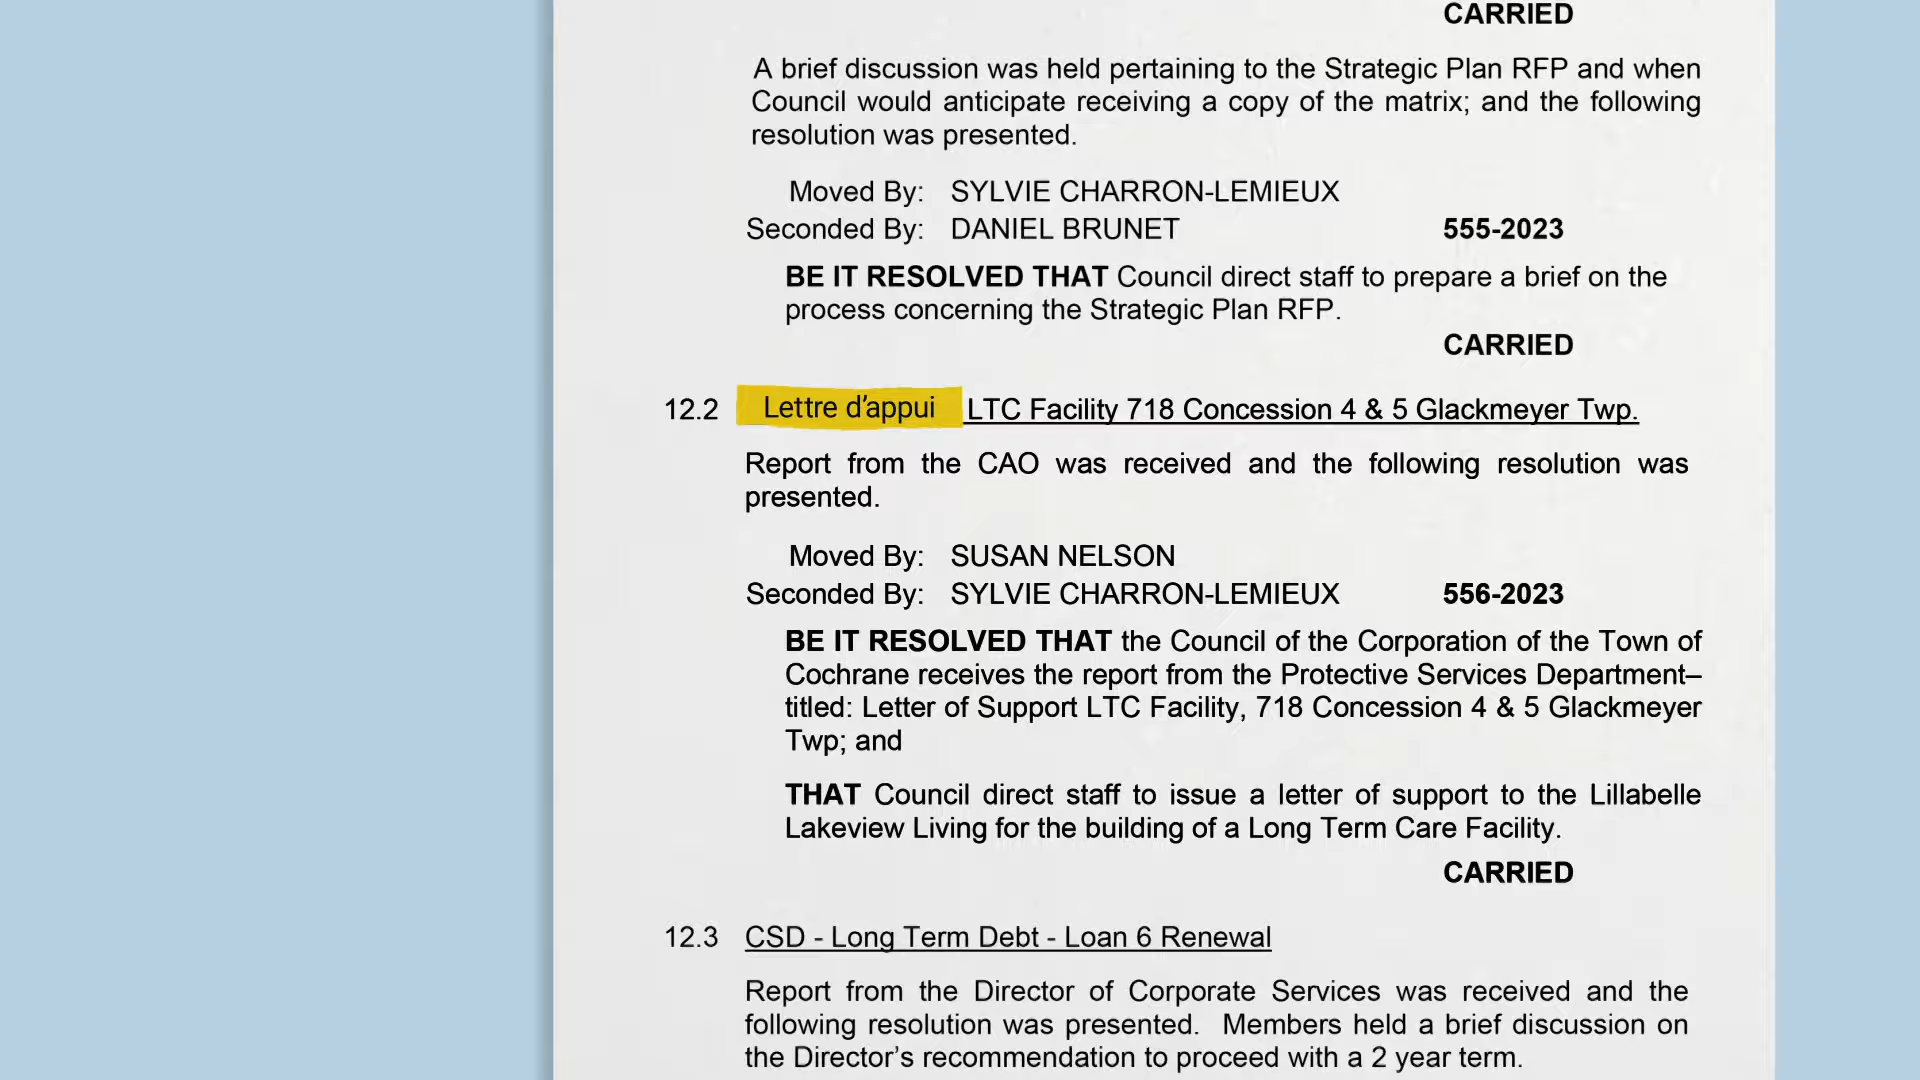 CARRIED
A brief discussion was held pertaining to the Strategic Plan RFP and when
Council would anticipate receiving a copy of the matrix; and the following
resolution was presented.
Moved By: SYLVIE CHARRON-LEMIEUX
Seconded By: DANIEL BRUNET 555-2023
BE IT RESOLVED THAT Council direct staff to prepare a brief on the
process concerning the Strategic Plan RFP.
CARRIED
12.2 Lettre d’appui LTC Facility 718 Concession 4 & 5 Glackmeyer Twp.
Report from the CAO was received and the following resolution was
presented.
Moved By: SUSAN NELSON
Seconded By: SYLVIE CHARRON-LEMIEUX 556-2023
BE IT RESOLVED THAT the Council of the Corporation of the Town of
Cochrane receives the report from the Protective Services Department–
titled: Letter of Support LTC Facility, 718 Concession 4 & 5 Glackmeyer
Twp; and
THAT Council direct staff to issue a letter of support to the Lillabelle
Lakeview Living for the building of a Long Term Care Facility.
CARRIED
12.3 CSD - Long Term Debt - Loan 6 Renewal
Report from the Director of Corporate Services was received and the
following resolution was presented. Members held a brief discussion on
the Director’s recommendation to proceed with a 2 year term.